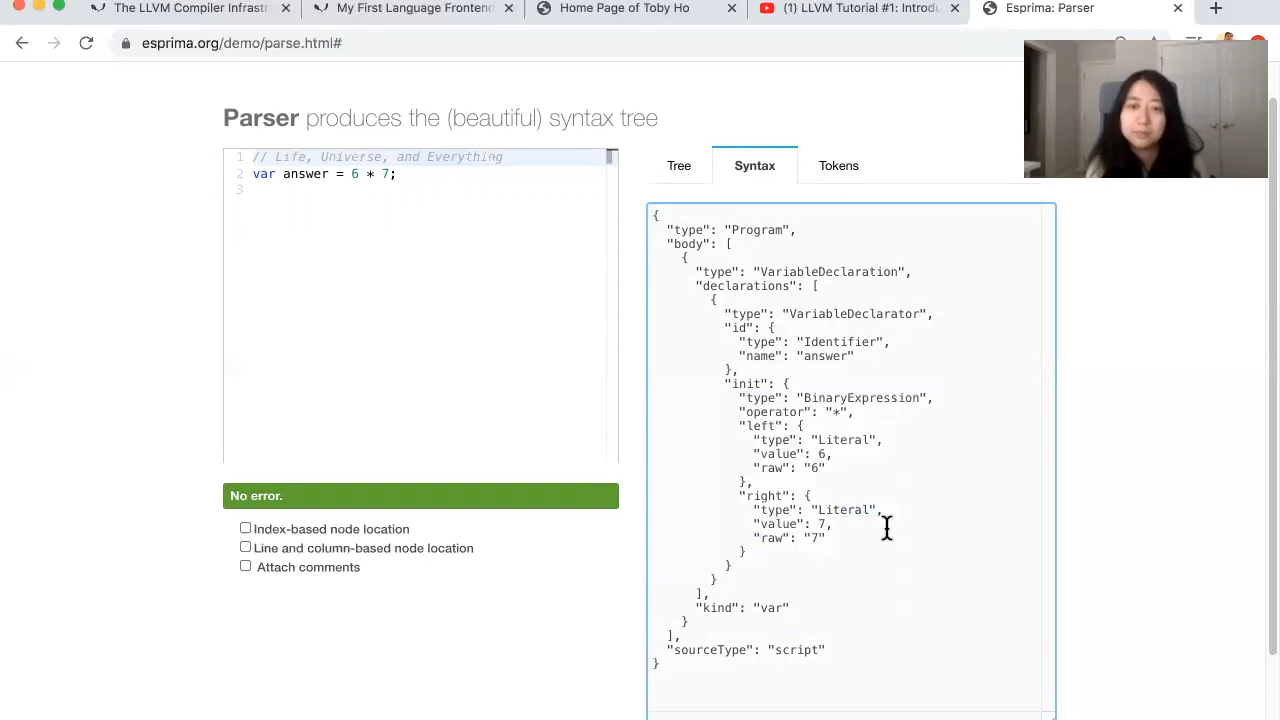 The LLVM Compiler Infrastr
My First Language Frontend
Home Page of Toby Ho
(1) LLVM Tutorial #1: Introdu
Esprima: Parser
esprima.org/demo/parse.html#
Parser produces the (beautiful) syntax tree
1 // Life, Universe, and Everything
2 var answer = 6 * 7;
3
No error.
Index-based node location
Line and column-based node location
Attach comments
Tree Syntax Tokens
{
"type": "Program",
"body": [
{
"type": "VariableDeclaration",
"declarations": [
{
"type": "VariableDeclarator",
"id": {
"type": "Identifier",
"name": "answer"
},
"init": {
"type": "BinaryExpression",
"operator": "*",
"left": {
"type": "Literal",
"value": 6,
"raw": "6"
},
"right": {
"type": "Literal",
"value": 7,
"raw": "7"
}
}
}
],
"kind": "var"
}
],
"sourceType": "script"
}